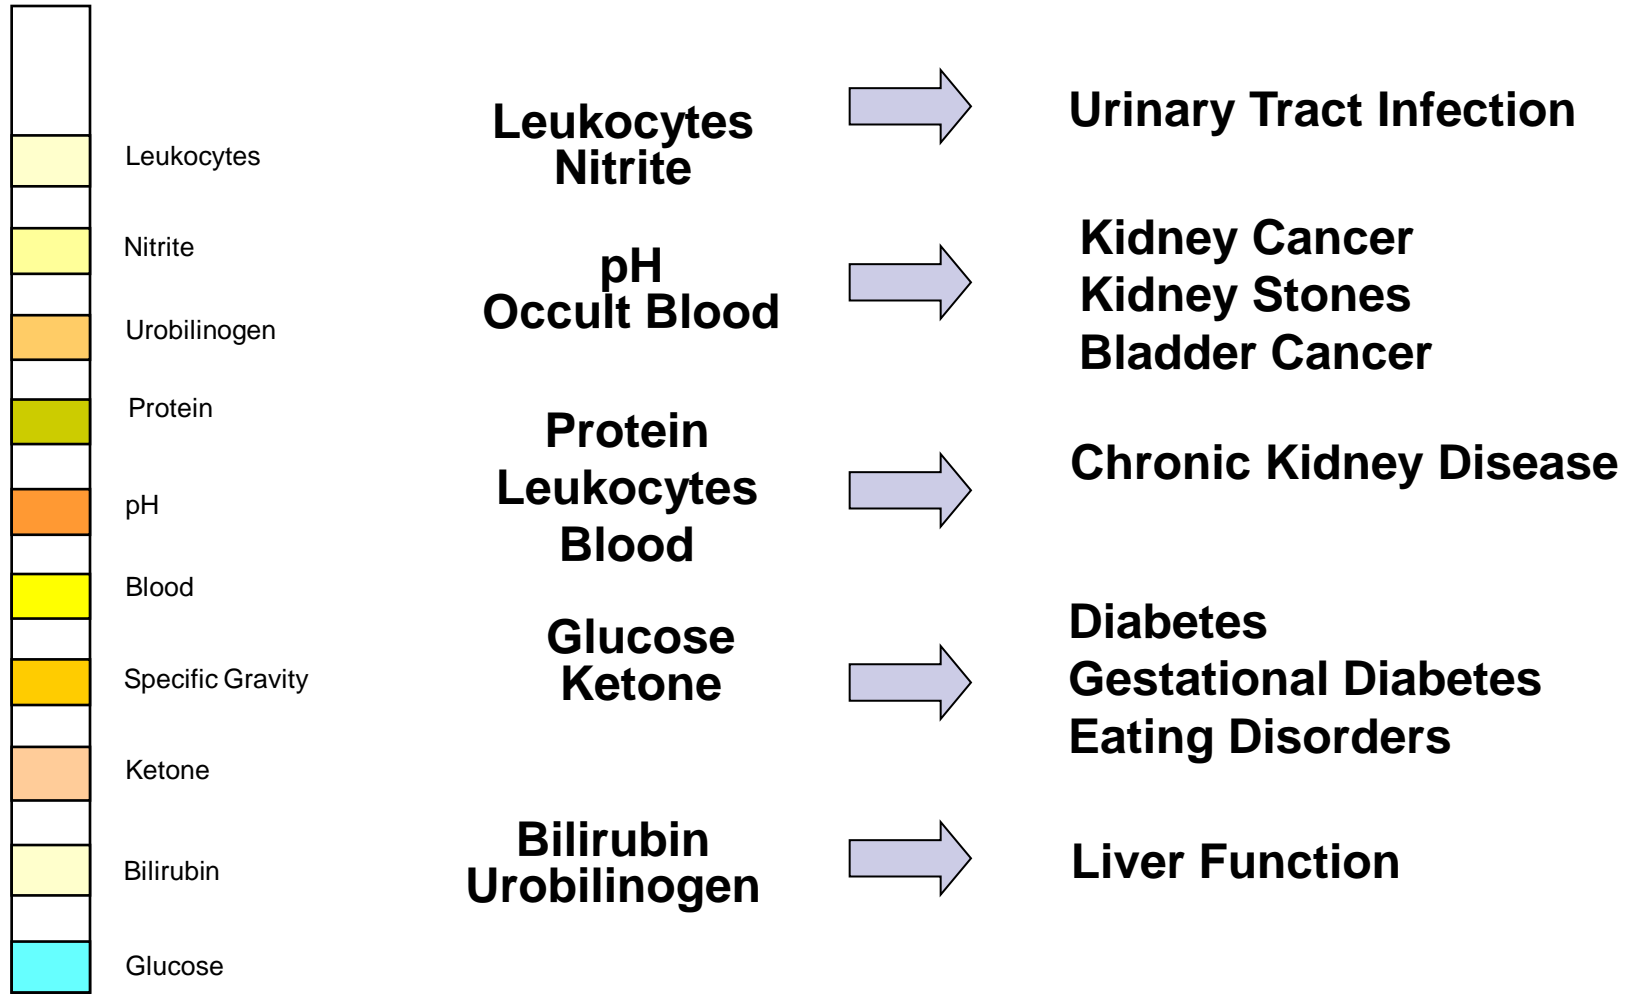 Leukocytes
Nitrite
Urobilinogen
Protein
pH
Blood
Specific Gravity
Ketone
Bilirubin
Glucose
Leukocytes
Nitrite
Urinary Tract Infection
pH
Occult Blood
Kidney Cancer
Kidney Stones
Bladder Cancer
Protein
Leukocytes
Blood
Chronic Kidney Disease
Glucose
Ketone
Diabetes
Gestational Diabetes
Eating Disorders
Bilirubin
Urobilinogen
Liver Function